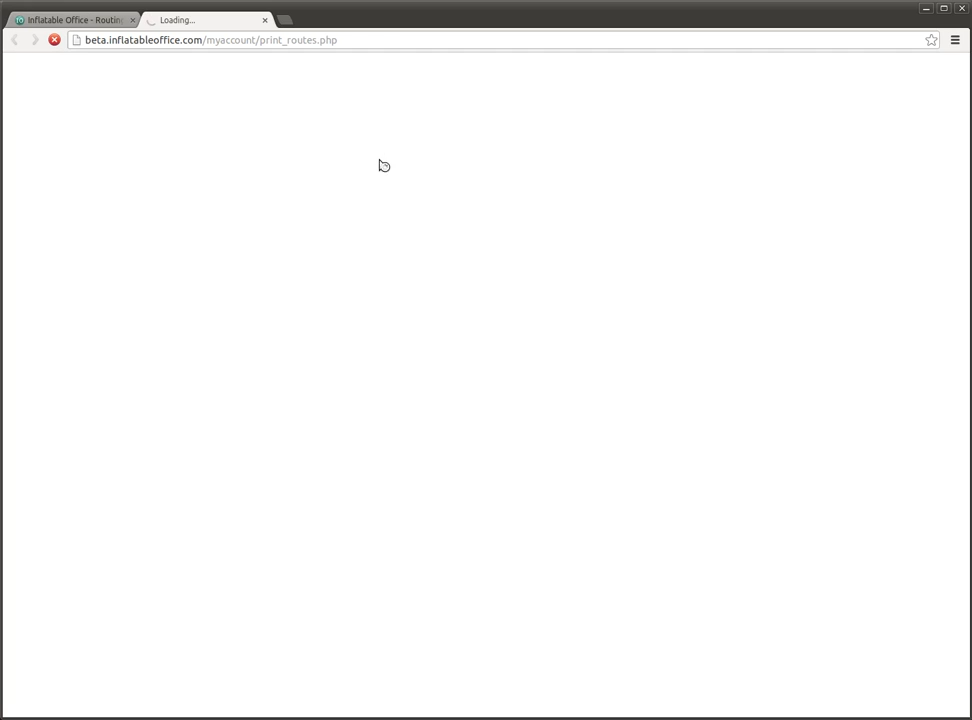 Inflatable Office - Routing
Loading...
beta.inflatableoffice.com/myaccount/print_routes.php